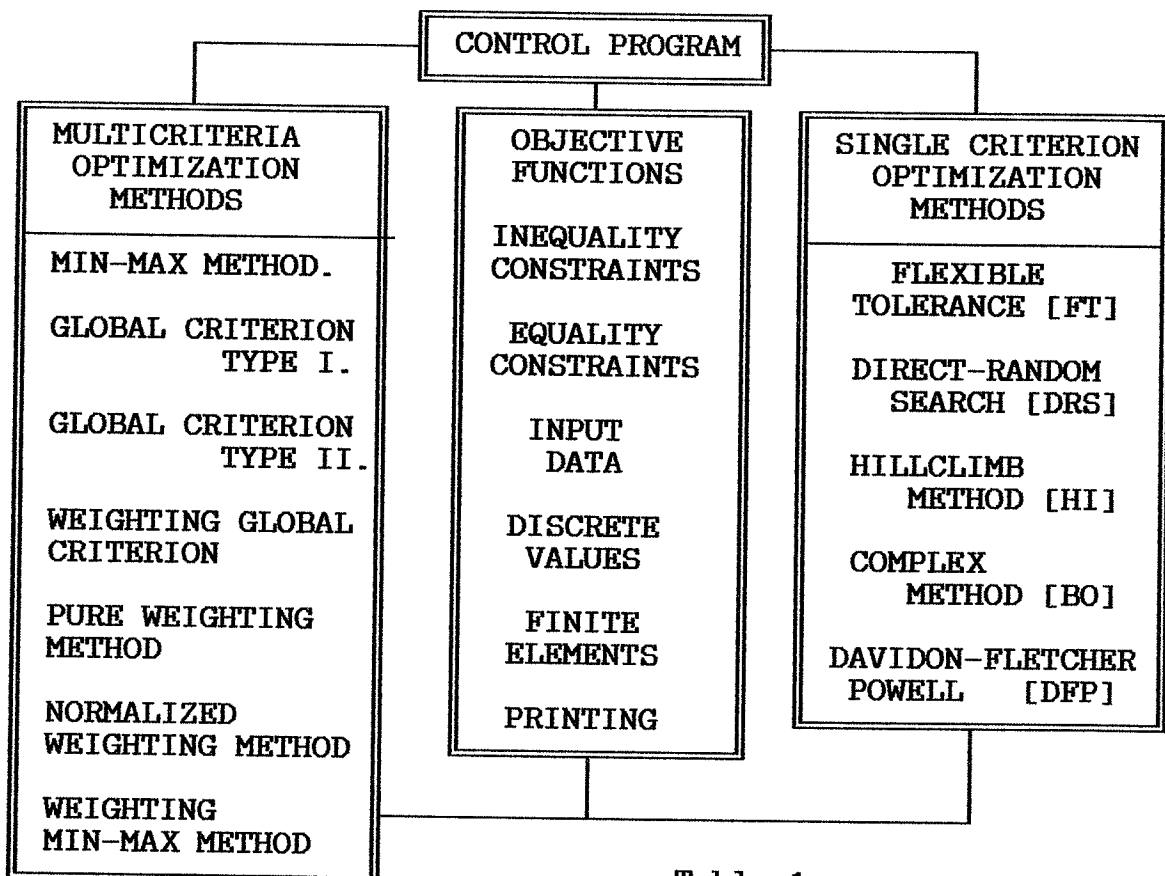 CONTROL PROGRAM
MULTICRITERIA
OPTIMIZATION
METHODS
MIN-MAX METHOD.
GLOBAL CRITERION
TYPE I.
GLOBAL CRITERION
TYPE II.
WEIGHTING GLOBAL
CRITERION
PURE WEIGHTING
METHOD
NORMALIZED
WEIGHTING METHOD
WEIGHTING
MIN-MAX METHOD
OBJECTIVE
FUNCTIONS
INEQUALITY
CONSTRAINTS
EQUALITY
CONSTRAINTS
INPUT
DATA
DISCRETE
VALUES
FINITE
ELEMENTS
PRINTING
SINGLE CRITERION
OPTIMIZATION
METHODS
FLEXIBLE
TOLERANCE [FT]
DIRECT-RANDOM
SEARCH [DRS]
HILLCLIMB
METHOD [HI]
COMPLEX
METHOD [BO]
DAVIDON-FLETCHER
POWELL [DFP]